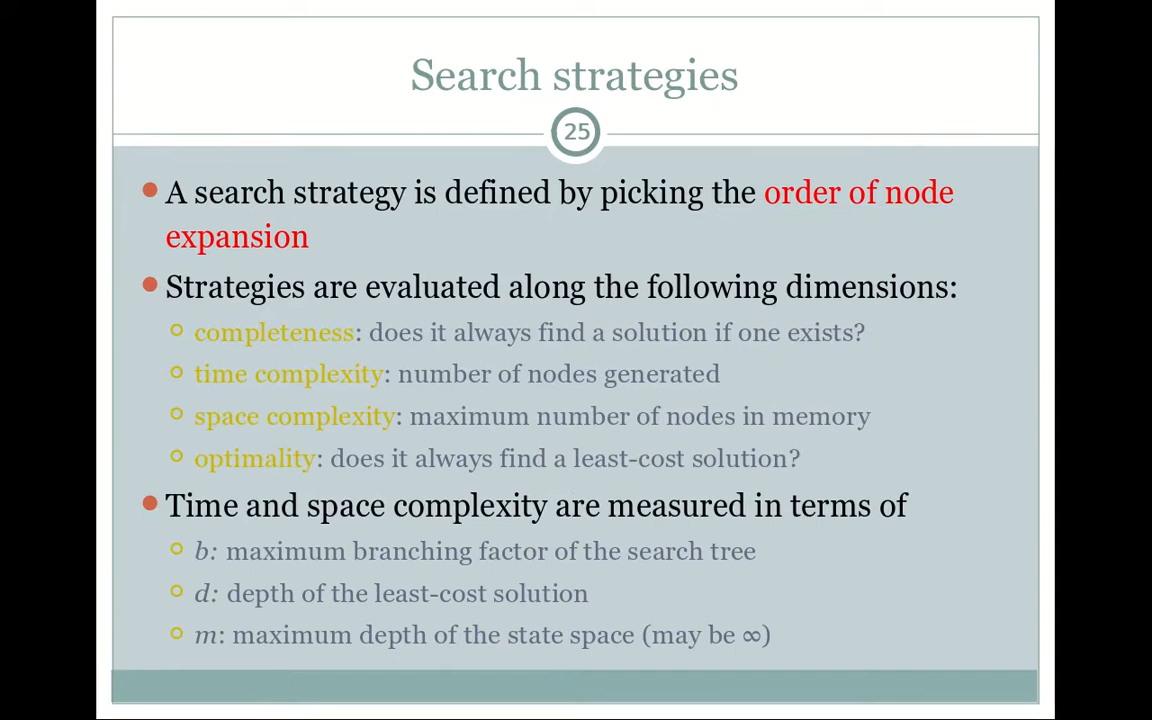 Search strategies
25
A search strategy is defined by picking the order of node
expansion
Strategies are evaluated along the following dimensions:
completeness: does it always find a solution if one exists?
time complexity: number of nodes generated
space complexity: maximum number of nodes in memory
optimality: does it always find a least-cost solution?
Time and space complexity are measured in terms of
b: maximum branching factor of the search tree
d: depth of the least-cost solution
m: maximum depth of the state space (may be ∞)